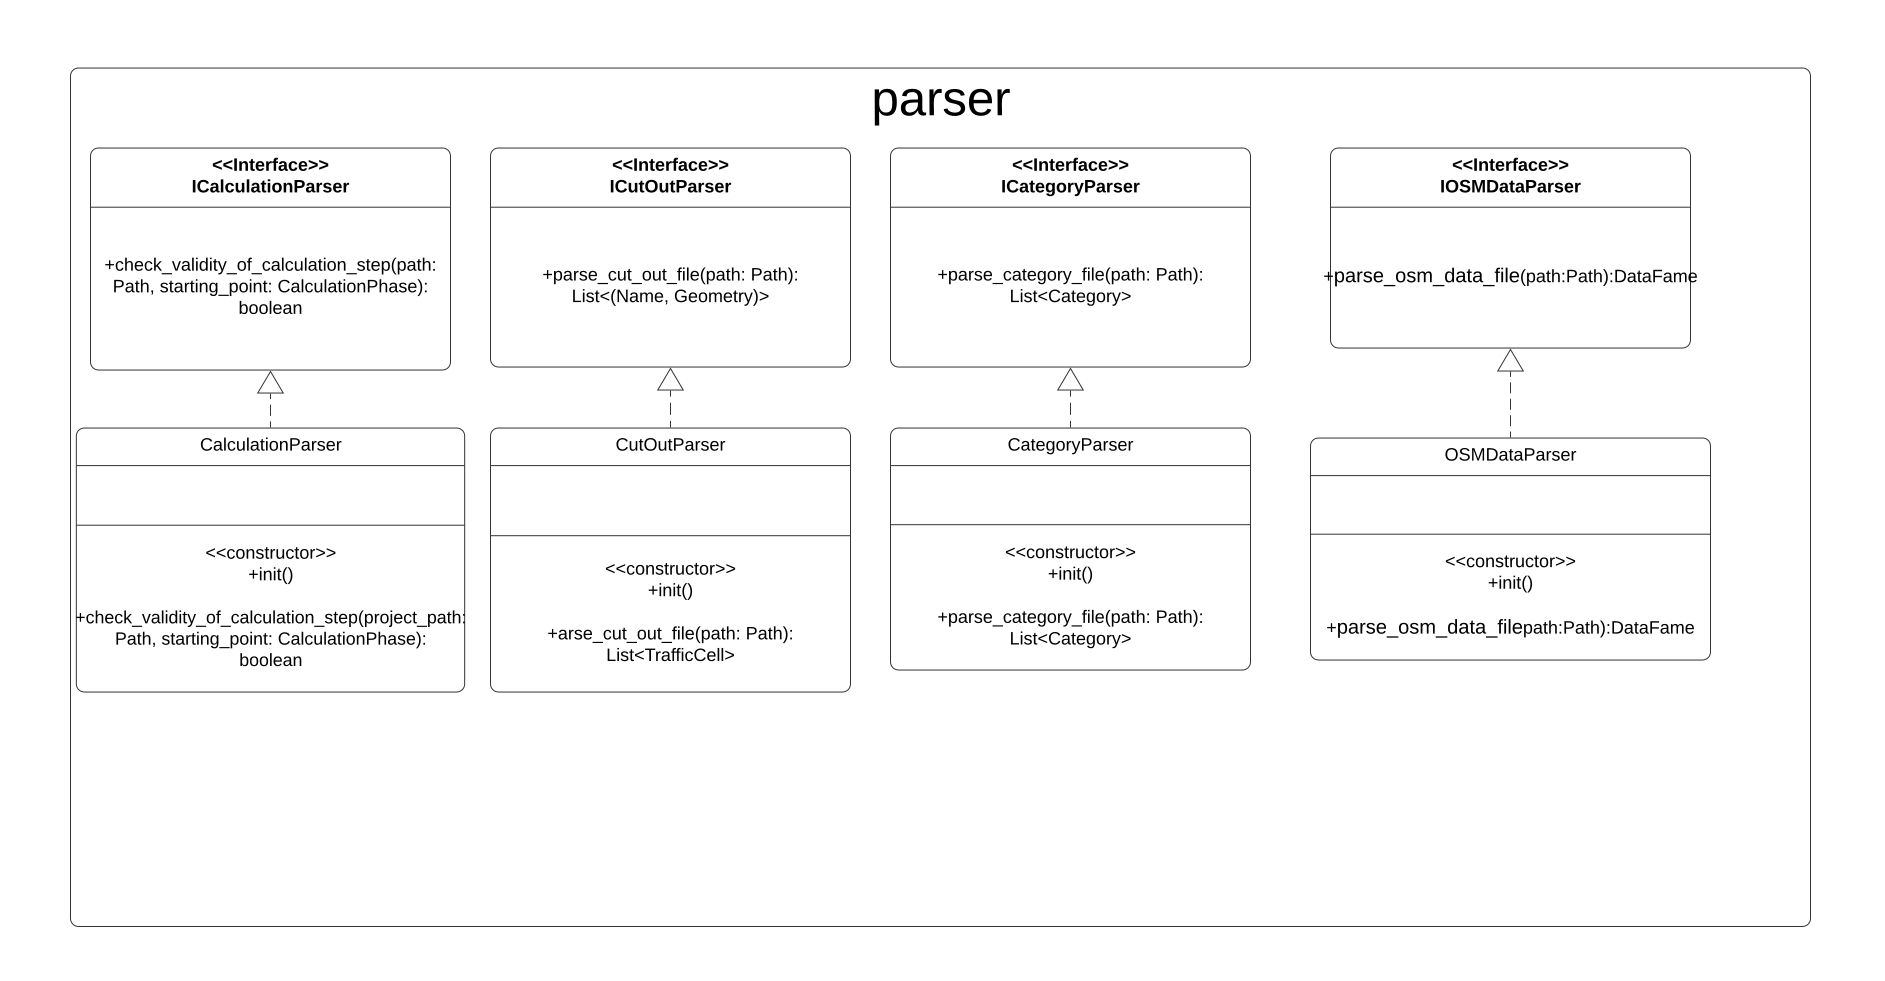 parser
<<Interface>>
ICalculationParser
+check_validity_of_calculation_step(path:
Path, starting_point: CalculationPhase):
boolean
<<Interface>>
ICutOutParser
+parse_cut_out_file(path: Path):
List<(Name, Geometry)>
<<Interface>>
ICategoryParser
+parse_category_file(path: Path):
List<Category>
<<Interface>>
IOSMDataParser
+parse_osm_data_file(path:Path):DataFame
CalculationParser
<<constructor>>
+init()
+check_validity_of_calculation_step(project_path:
Path, starting_point: CalculationPhase):
boolean
CutOutParser
<<constructor>>
+init()
+arse_cut_out_file(path: Path):
List<TrafficCell>
CategoryParser
<<constructor>>
+init()
+parse_category_file(path: Path):
List<Category>
OSMDataParser
<<constructor>>
+init()
+parse_osm_data_filepath:Path):DataFame